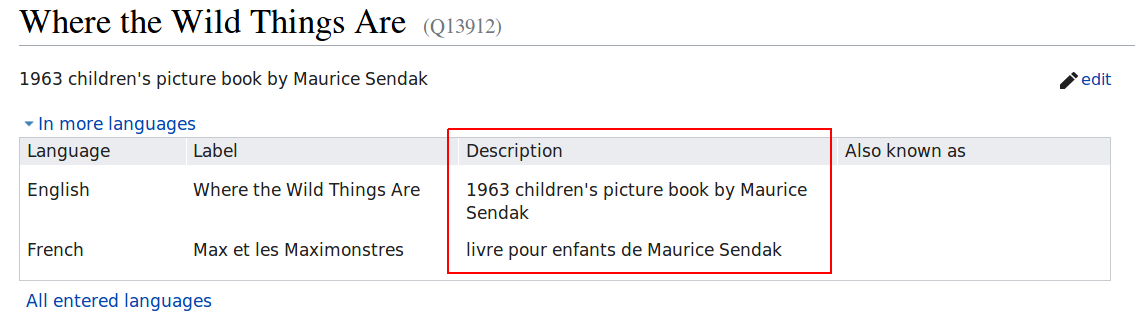 Where the Wild Things Are (Q13912)
1963 children's picture book by Maurice Sendak
edit
In more languages
Language Label Description Also known as
English Where the Wild Things Are 1963 children's picture book by Maurice
Sendak
French Max et les Maximonstres livre pour enfants de Maurice Sendak
All entered languages